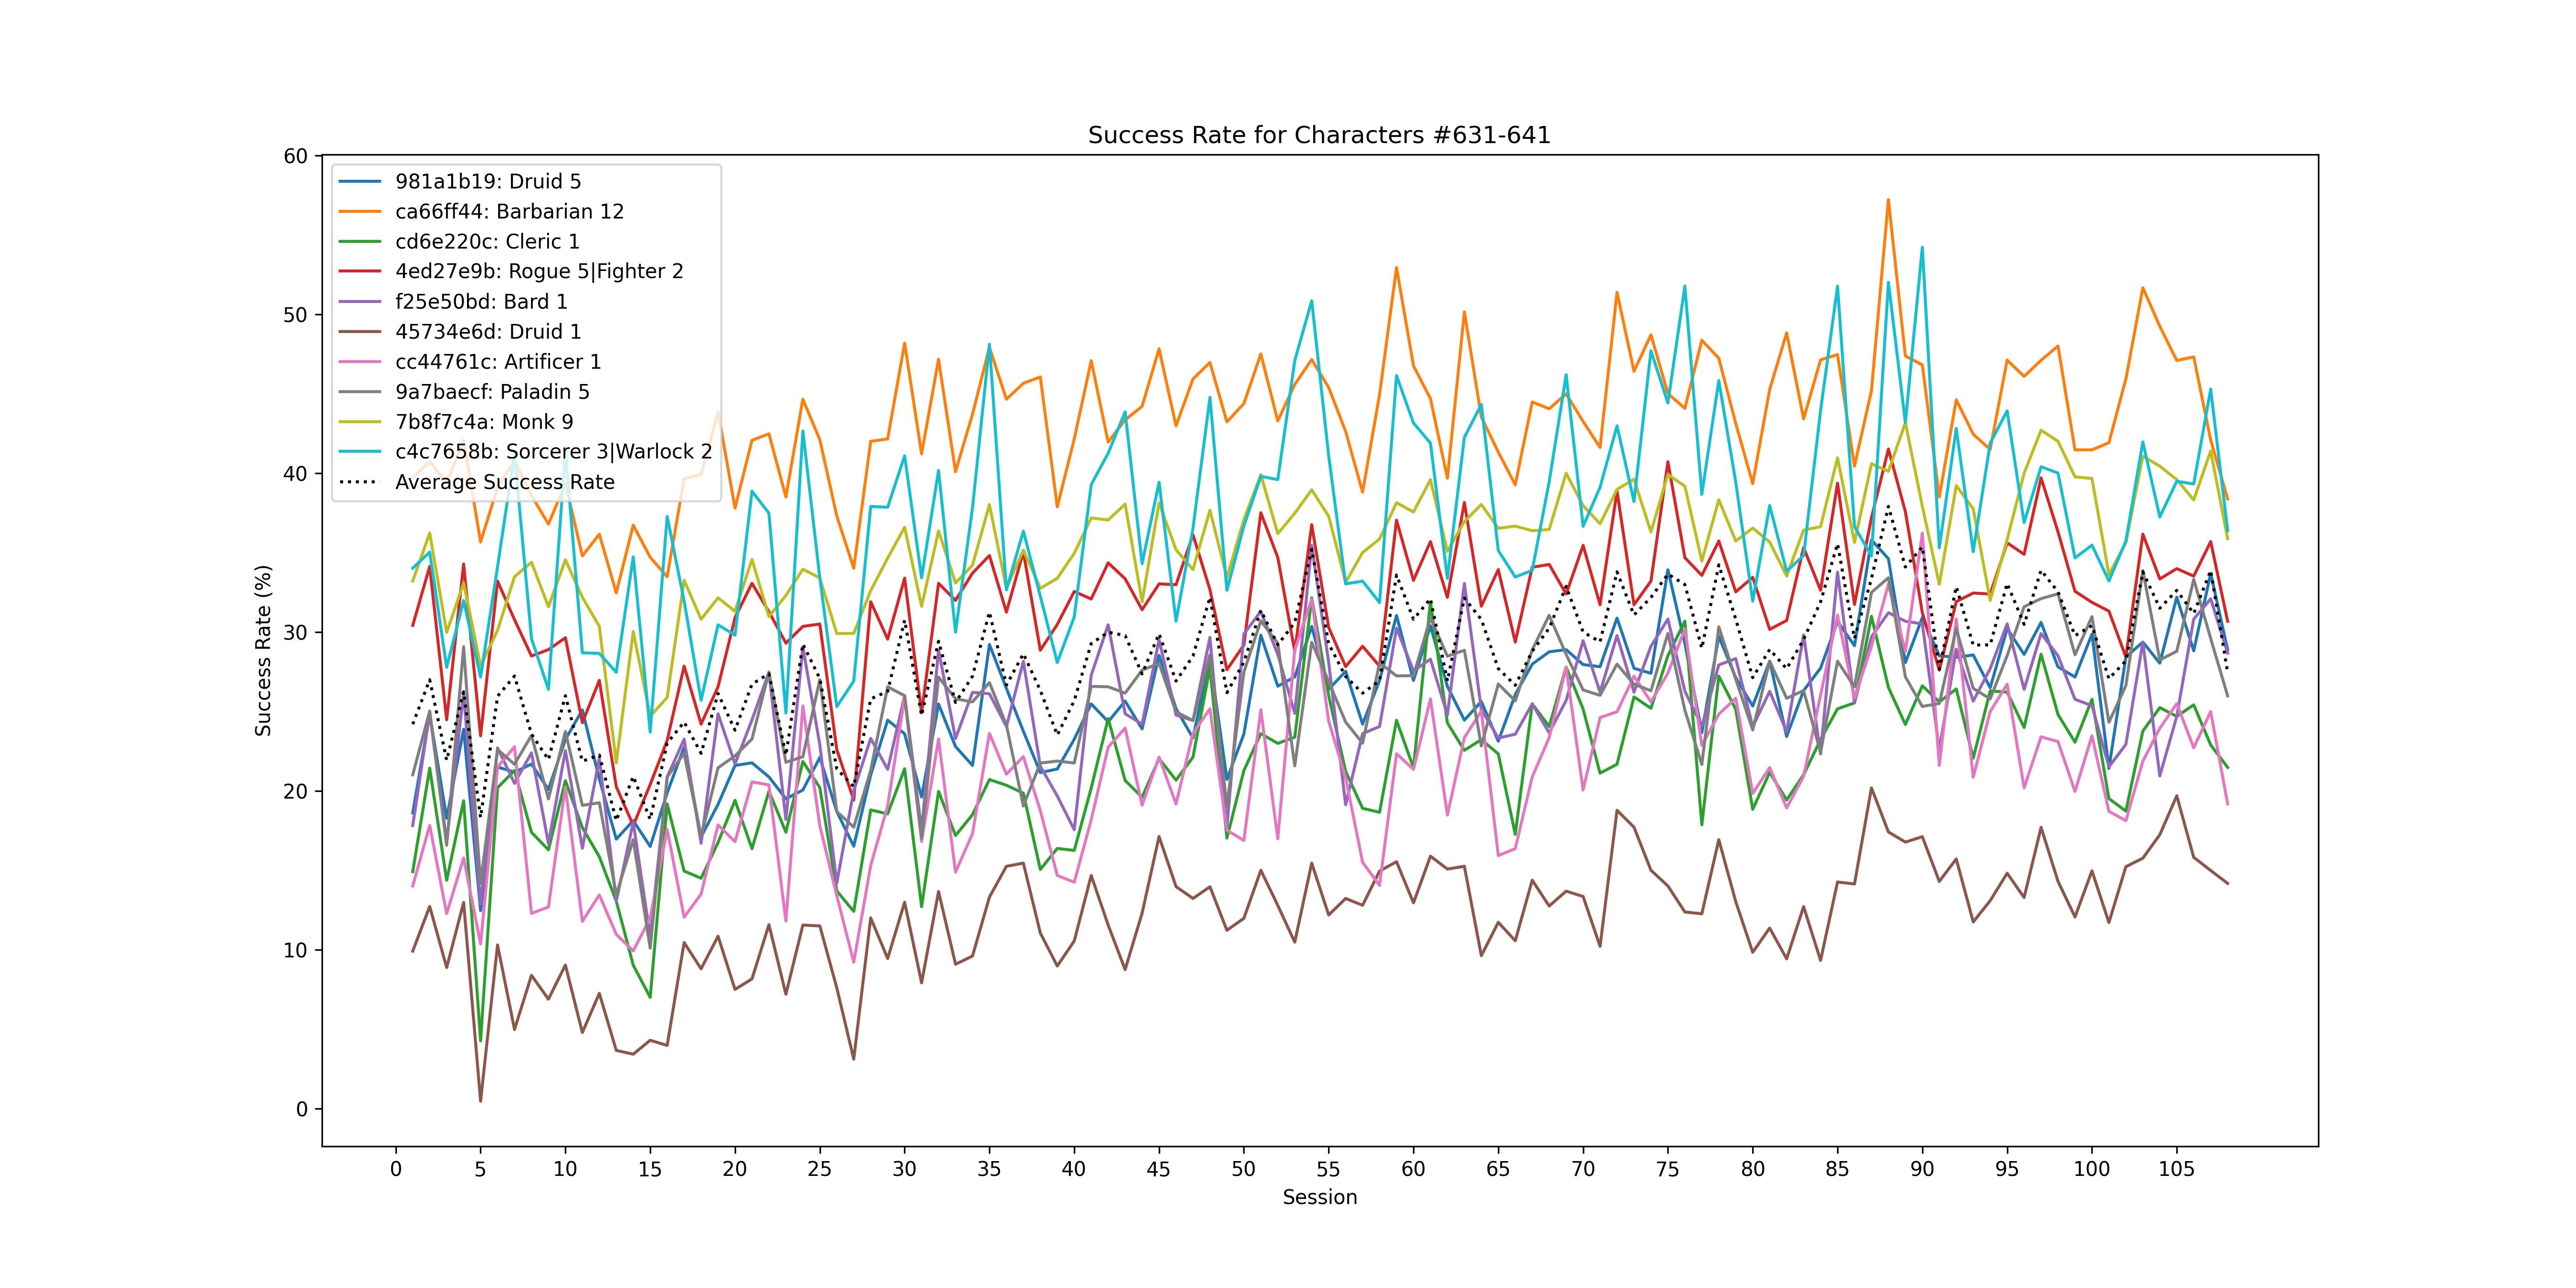 Success Rate for Characters #631-641
60
50
40
30
20
10
0
Success Rate (%)
981a1b19: Druid 5
ca66ff44: Barbarian 12
cd6e220c: Cleric 1
4ed27e9b: Rogue 5|Fighter 2
f25e50bd: Bard 1
45734e6d: Druid 1
cc44761c: Artificer 1
9a7baecf: Paladin 5
7b8f7c4a: Monk 9
c4c7658b: Sorcerer 3|Warlock 2
Average Success Rate
0 5 10 15 20 25 30 35 40 45 50 55 60 65 70 75 80 85 90 95 100 105
Session